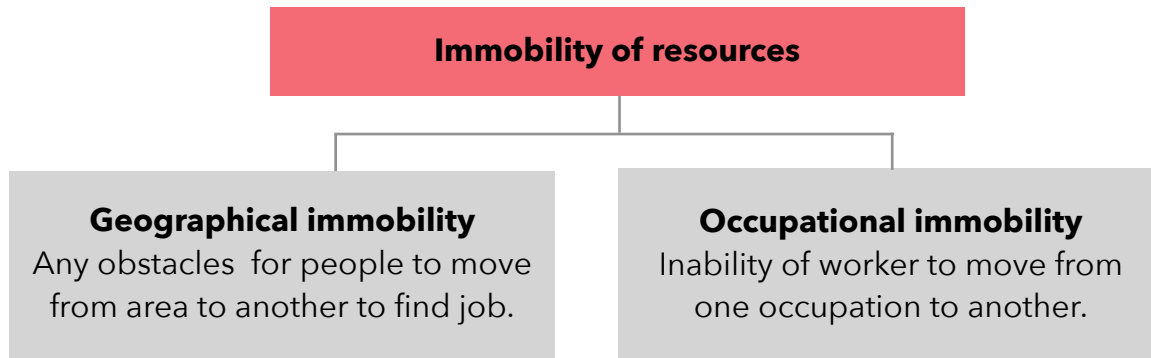 Immobility of resources
Geographical immobility
Any obstacles for people to move
from area to another to find job.
Occupational immobility
Inability of worker to move from
one occupation to another.